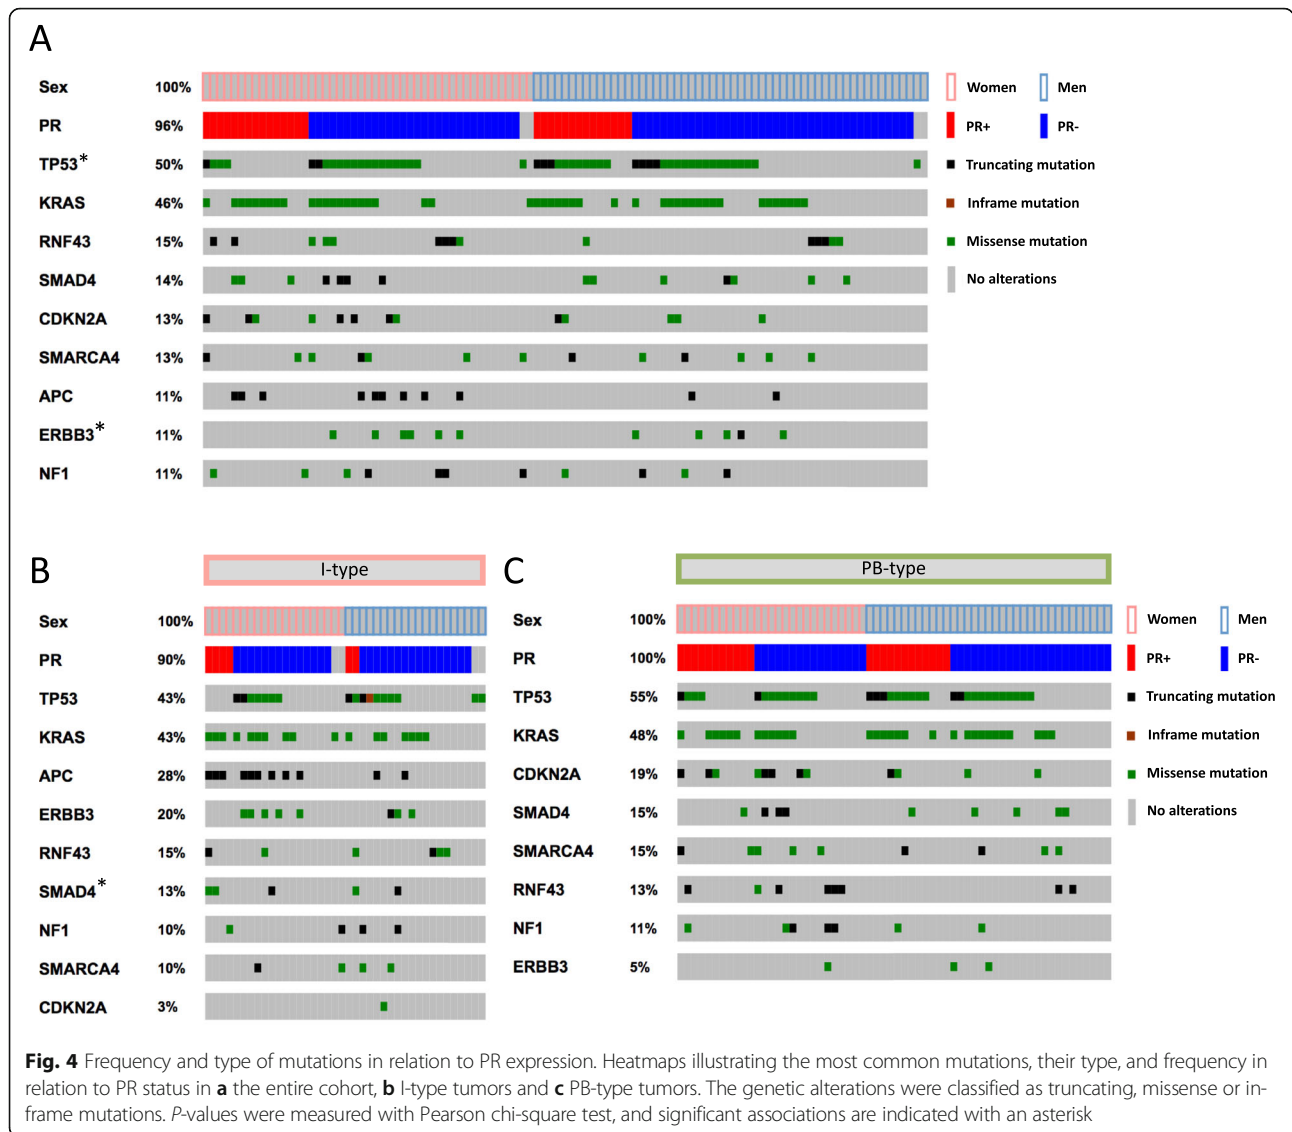 A
Sex 100%
Women Men
PR 96%
PR+ PR-
TP53* 50%
Truncating mutation
KRAS 46%
Inframe mutation
RNF43 15%
Missense mutation
SMAD4 14%
No alterations
CDKN2A 13%
SMARCA4 13%
APC 11%
ERBB3* 11%
NF1 11%
B I-type
Sex 100%
PR 90%
TP53 43%
KRAS 43%
APC 28%
ERBB3 20%
RNF43 15%
SMAD4* 13%
NF1 10%
SMARCA4 10%
CDKN2A 3%
C PB-type
Sex 100%
Women Men
PR 100%
PR+ PR-
TP53 55%
Truncating mutation
KRAS 48%
Inframe mutation
CDKN2A 19%
Missense mutation
SMAD4 15%
No alterations
SMARCA4 15%
RNF43 13%
NF1 11%
ERBB3 5%
Fig. 4 Frequency and type of mutations in relation to PR expression. Heatmaps illustrating the most common mutations, their type, and frequency in
relation to PR status in a the entire cohort, b I-type tumors and c PB-type tumors. The genetic alterations were classified as truncating, missense or in-
frame mutations. P-values were measured with Pearson chi-square test, and significant associations are indicated with an asterisk